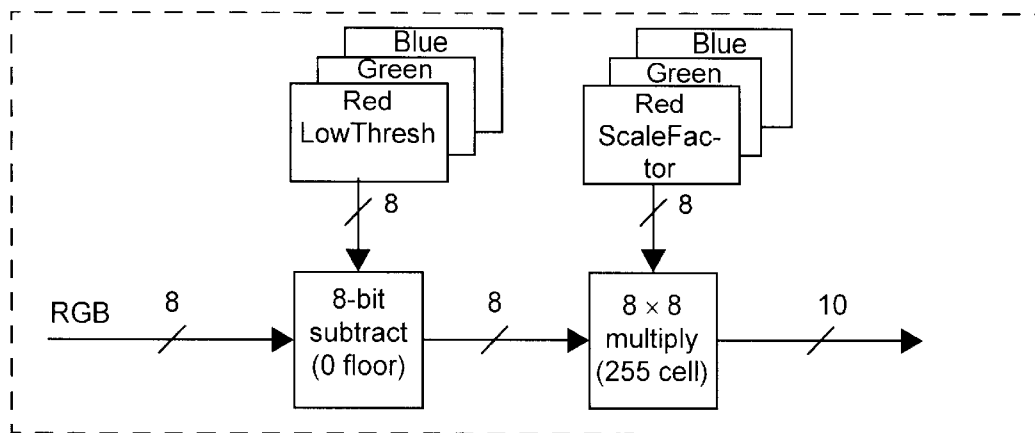 Blue
Green
Red
LowThresh
8
Blue
Green
Red
ScaleFac-
tor
8
RGB
8
8-bit
subtract
(0 floor)
8
8 × 8
multiply
(255 cell)
10